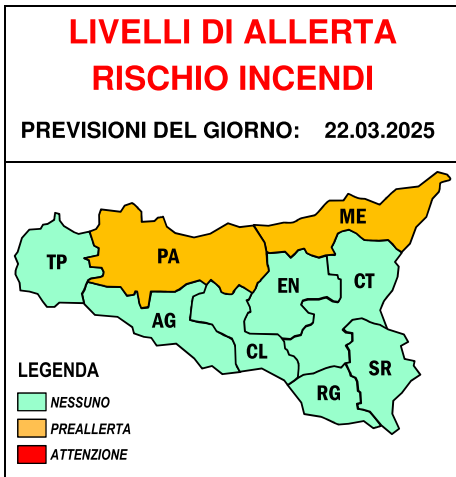 LIVELLI DI ALLERTA
RISCHIO INCENDI
PREVISIONI DEL GIORNO: 22.03.2025
ME
TP
PA
EN
CT
AG
CL
SR
RG
LEGENDA
NESSUNO
PREALLERTA
ATTENZIONE